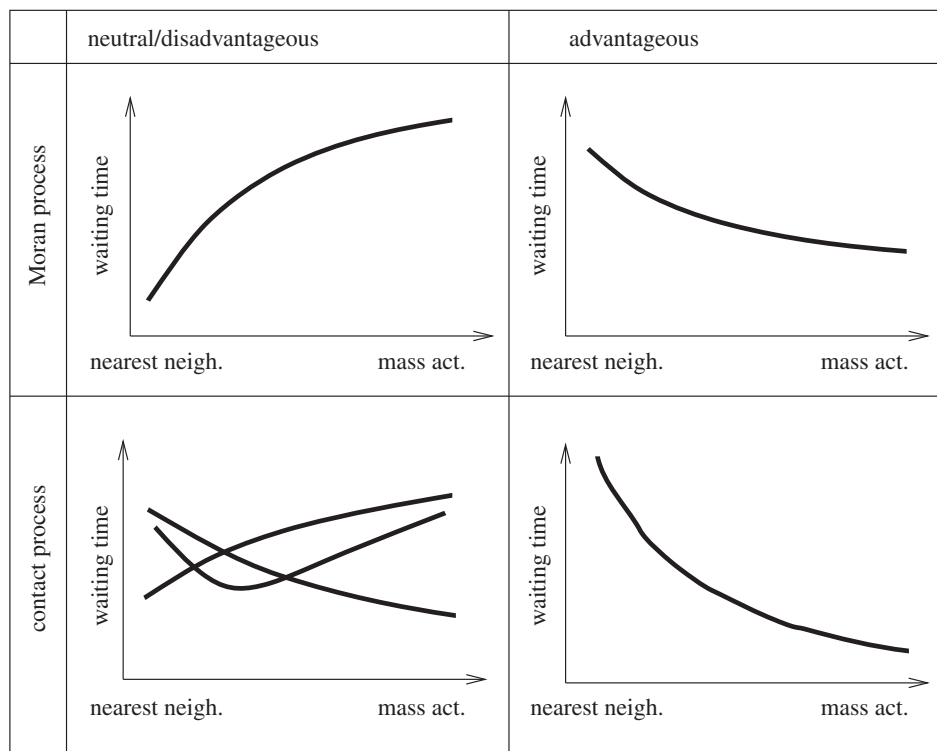 neutral/disadvantageous
advantageous
Moran process
waiting time
nearest neigh.
mass act.
waiting time
nearest neigh.
mass act.
contact process
waiting time
nearest neigh.
mass act.
waiting time
nearest neigh.
mass act.